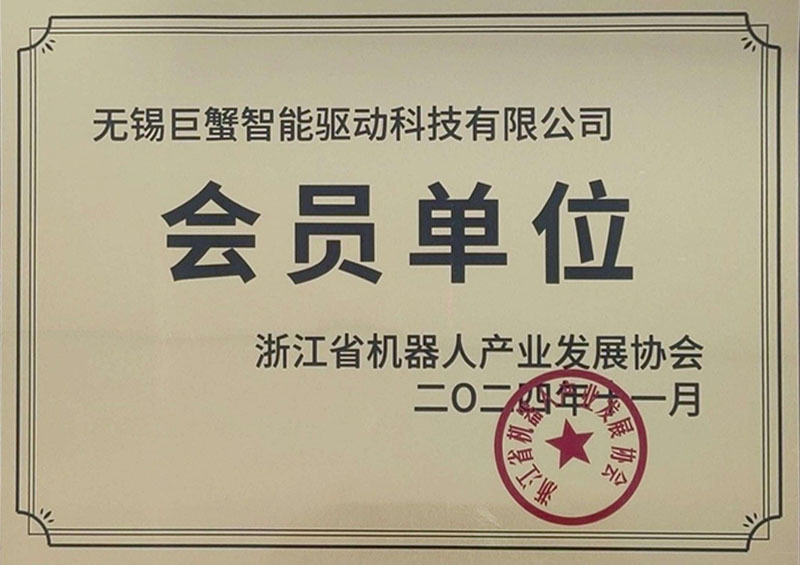 无锡巨蟹智能驱动科技有限公司
会员单位
浙江省机器人产业发展协会
二〇二四年十一月
浙江省机器人产业发展协会